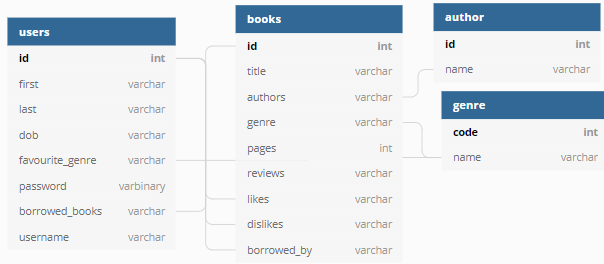 users
id int
first varchar
last varchar
dob varchar
favourite_genre varchar
password varbinary
borrowed_books varchar
username varchar
books
id int
title varchar
authors varchar
genre varchar
pages int
reviews varchar
likes varchar
dislikes varchar
borrowed_by varchar
author
id int
name varchar
genre
code int
name varchar